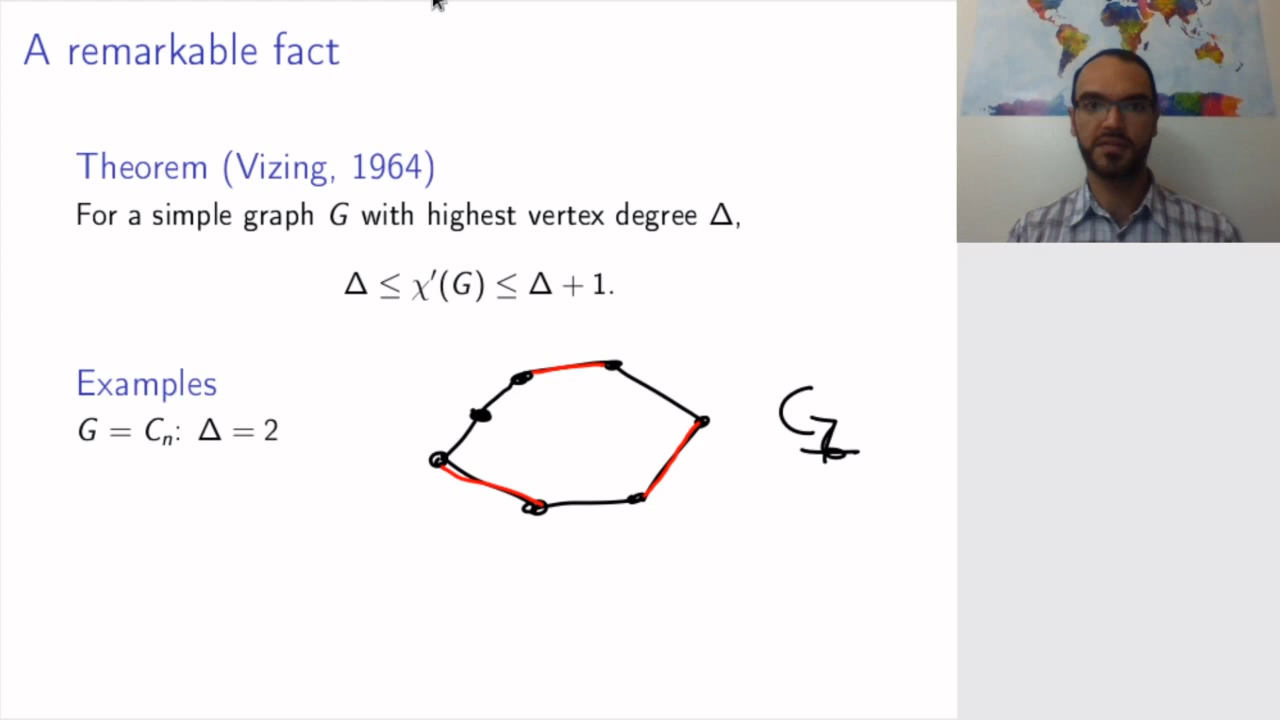 A remarkable fact
Theorem (Vizing, 1964)
For a simple graph G with highest vertex degree Δ,
Δ ≤ χ′(G) ≤ Δ + 1.
Examples
G = Cₙ: Δ = 2
C₇